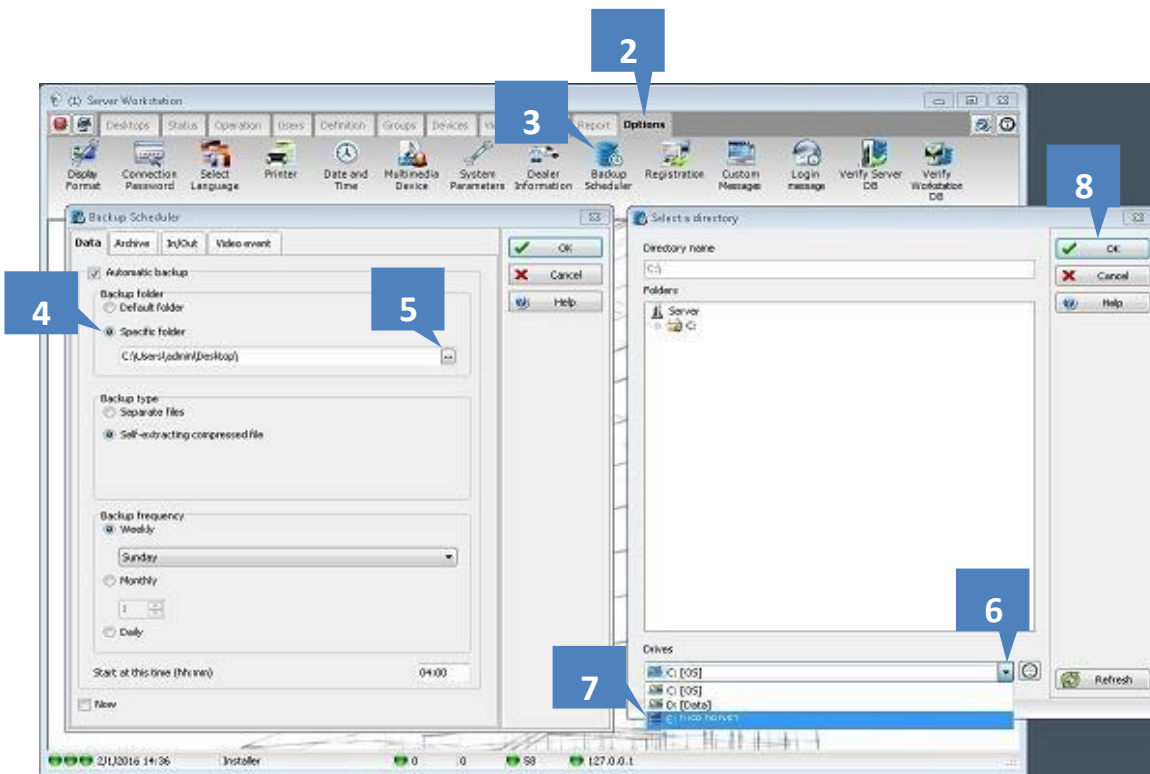 2
(1) Server Workstation
Desktops Status Operation Users Definition Groups Devices 3 Report Options
Display Format
Connection Password
Select Language
Printer
Date and Time
Multimedia Device
System Parameters
Dealer Information
Backup Scheduler
Registration
Custom Messages
Login message
Verify Server DB
Verify Workstation DB
8
Backup Scheduler
Data Archive In/Out Video event
OK
Cancel
Help
Automatic backup
Backup folder
Default folder
4
5
Specific folder
C:\Users\admin\Desktop\
...
Backup type
Separate files
Self-extracting compressed file
Backup frequency
Weekly
Sunday
Monthly
1
Daily
Start at this time (hh:mm) 04:00
Now
Select a directory
Directory name
C:\
Folders
Server
C:
OK
Cancel
Help
6
Drives
C: [OS]
7
C: [OS]
D: [Data]
Refresh
2/1/2016 14:36 Installer 0 0 58 127.0.0.1